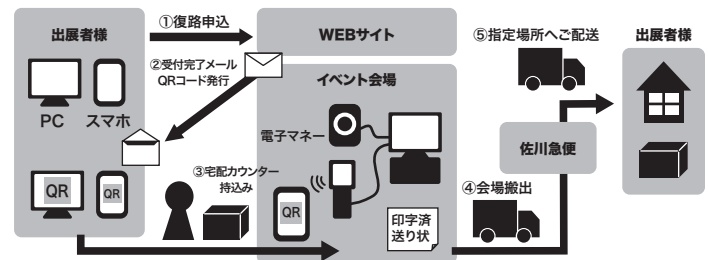 出展者様
①復路申込
WEBサイト
⑤指定場所へご配送
出展者様
②受付完了メール
QRコード発行
イベント会場
PC
スマホ
電子マネー
佐川急便
③宅配カウンター
持込み
④会場搬出
QR
QR
QR
印字済
送り状